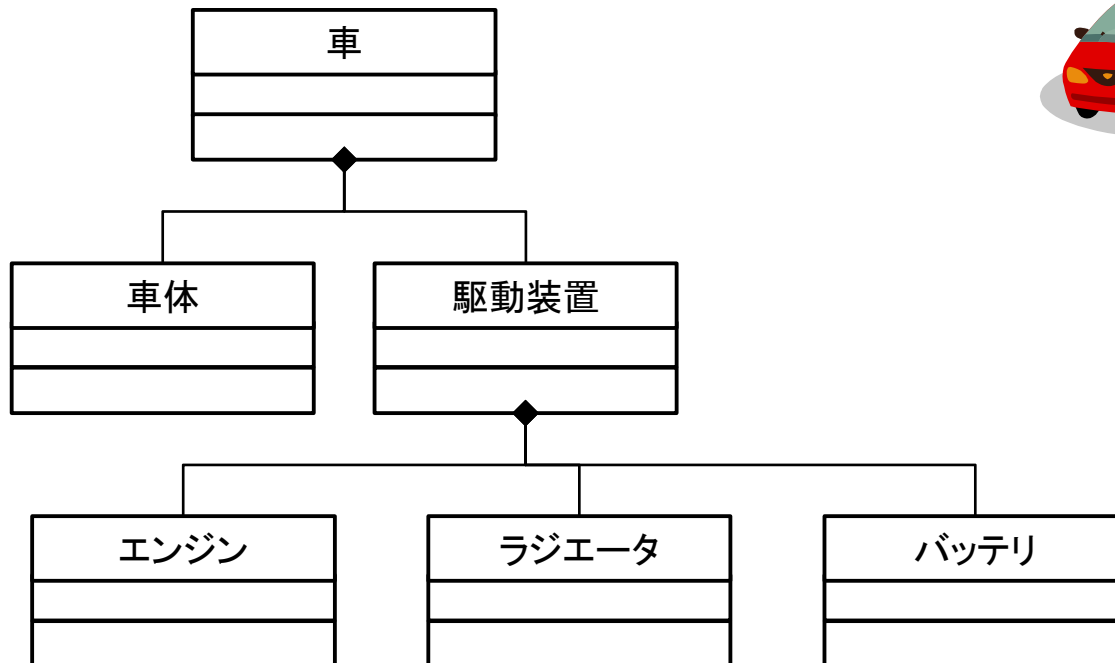 車
車体
駆動装置
エンジン
ラジエータ
バッテリ